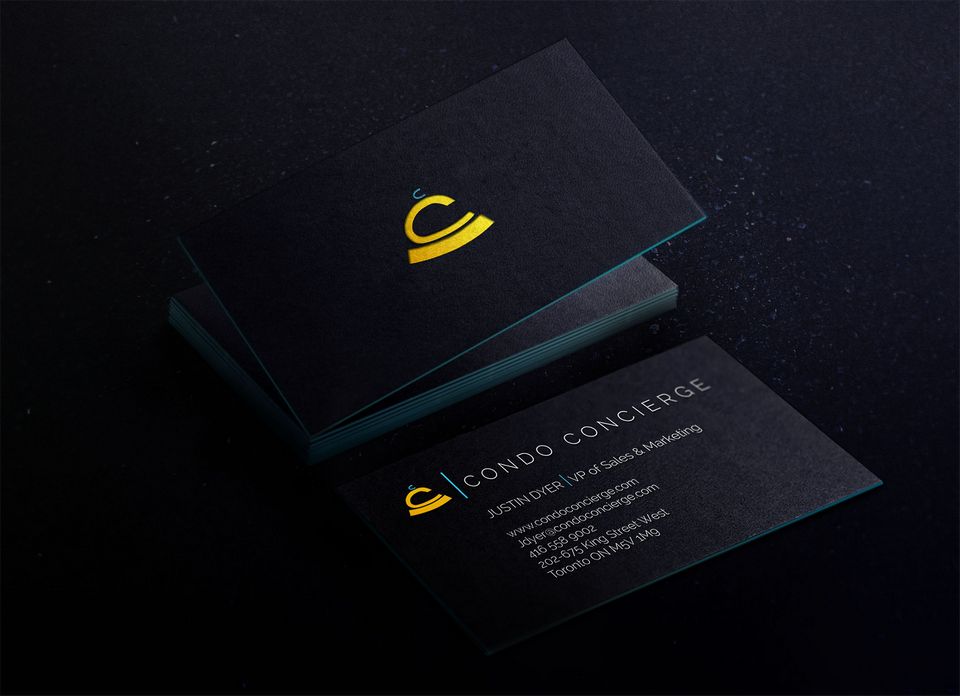 CONDO CONCIERGE
JUSTIN DYER | VP of Sales & Marketing
www.condoconcierge.com
Jdyer@condoconcierge.com
416 558 9002
202-675 King Street West
Toronto ON M5V 1M9